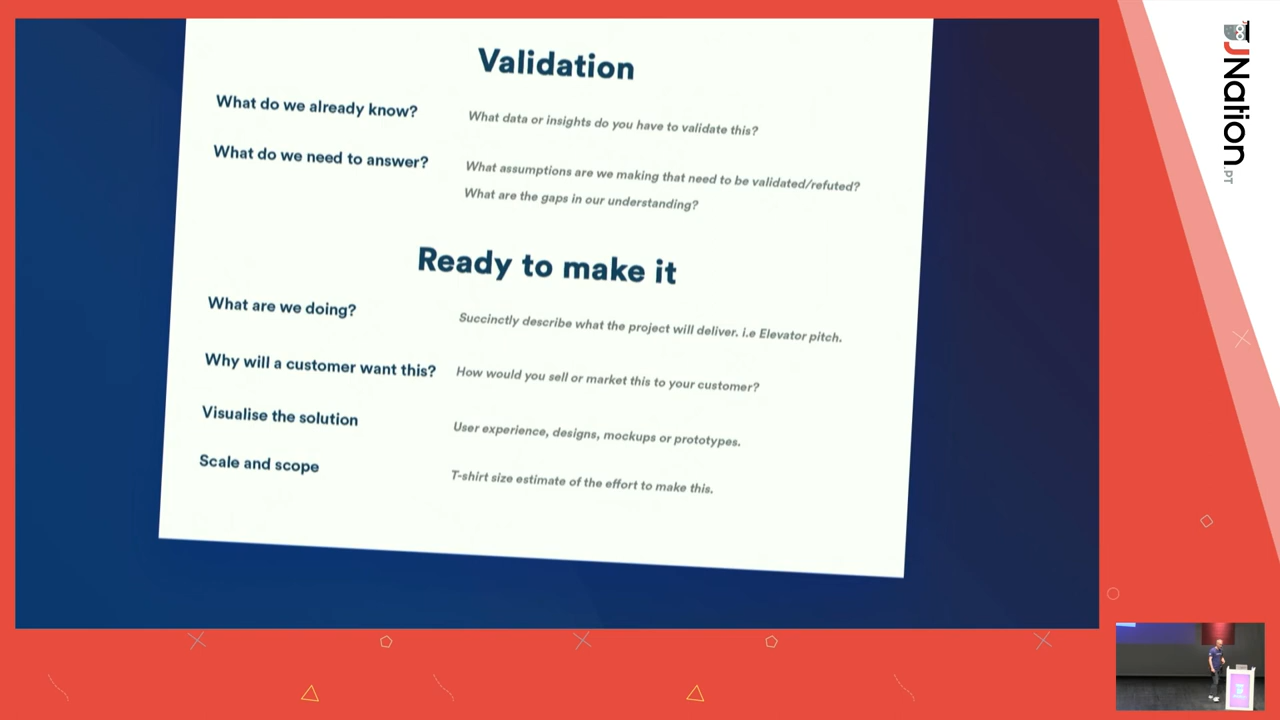 Validation
What do we already know?
What data or insights do you have to validate this?
What do we need to answer?
What assumptions are we making that need to be validated/refuted?
What are the gaps in our understanding?
Ready to make it
What are we doing?
Succinctly describe what the project will deliver. i.e Elevator pitch.
Why will a customer want this?
How would you sell or market this to your customer?
Visualise the solution
User experience, designs, mockups or prototypes.
Scale and scope
T-shirt size estimate of the effort to make this.
JNation.PT